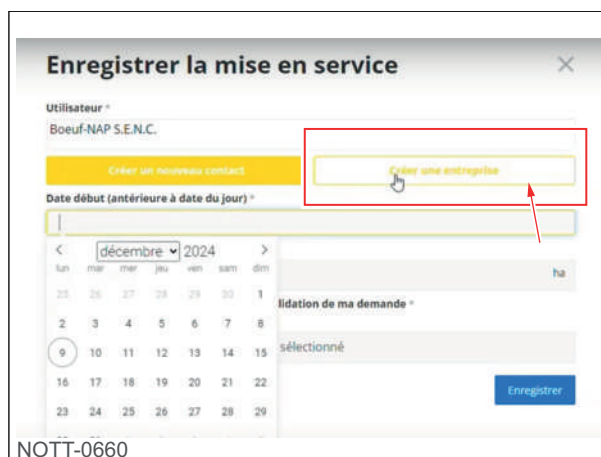 Enregistrer la mise en service
Utilisateur *
Boeuf-NAP S.E.N.C.
Créer un nouveau contact
Créer une entreprise
Date début (antérieure à date du jour) *
décembre 2024
lun mar mer jeu ven sam dim
25 26 27 28 29 30 1
2 3 4 5 6 7 8
9 10 11 12 13 14 15
16 17 18 19 20 21 22
23 24 25 26 27 28 29
ha
lidation de ma demande *
sélectionné
Enregistrer
NOTT-0660